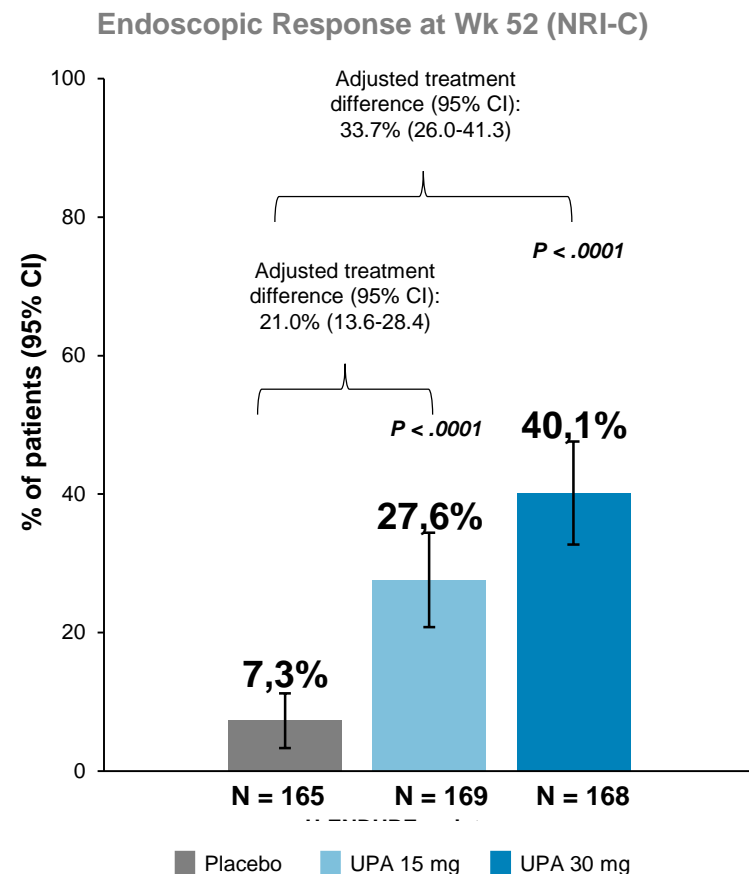 Endoscopic Response at Wk 52 (NRI-C)
% of patients (95% CI)
100
80
60
40
20
0
Adjusted treatment
difference (95% CI):
33.7% (26.0-41.3)
P < .0001
Adjusted treatment
difference (95% CI):
21.0% (13.6-28.4)
P < .0001
40,1%
27,6%
7,3%
N = 165
N = 169
N = 168
Placebo
UPA 15 mg
UPA 30 mg